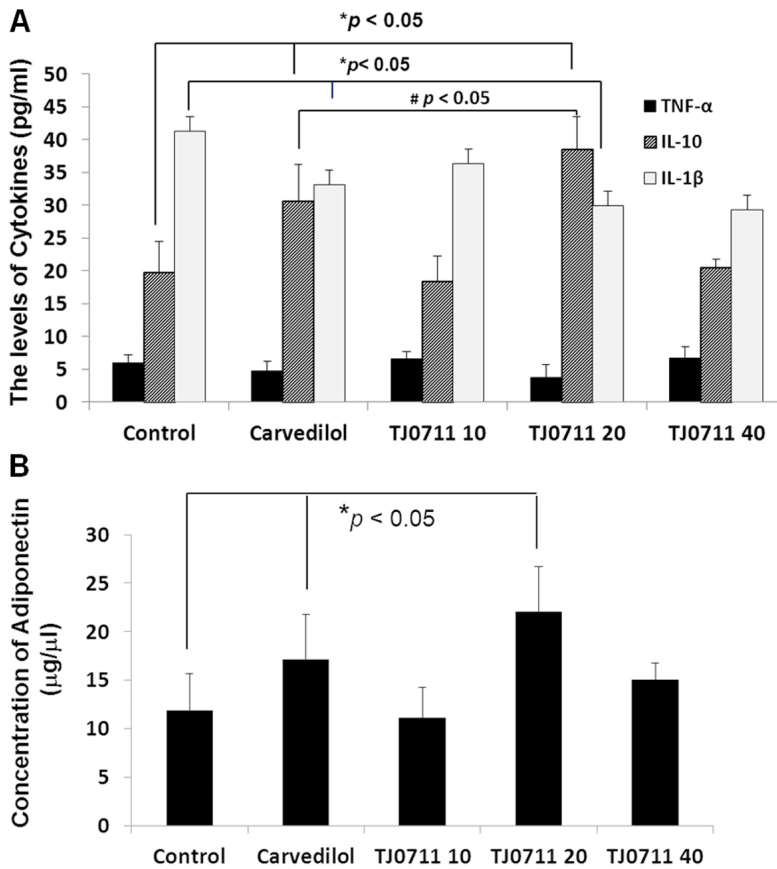 A
*p < 0.05
*p< 0.05
# p < 0.05
The levels of Cytokines (pg/ml)
50
45
40
35
30
25
20
15
10
5
0
TNF-α
IL-10
IL-1β
Control Carvedilol TJ0711 10 TJ0711 20 TJ0711 40
B
*p < 0.05
Concentration of Adiponectin
(μg/μl)
30
25
20
15
10
5
0
Control Carvedilol TJ0711 10 TJ0711 20 TJ0711 40